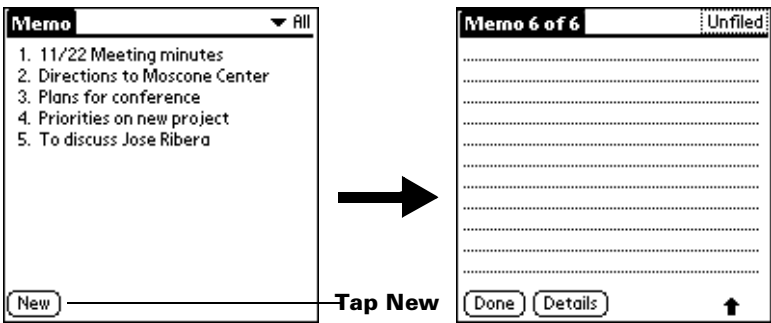 Memo
All
1. 11/22 Meeting minutes
2. Directions to Moscone Center
3. Plans for conference
4. Priorities on new project
5. To discuss Jose Ribera
New
Tap New
Memo 6 of 6
Unfiled
Done
Details